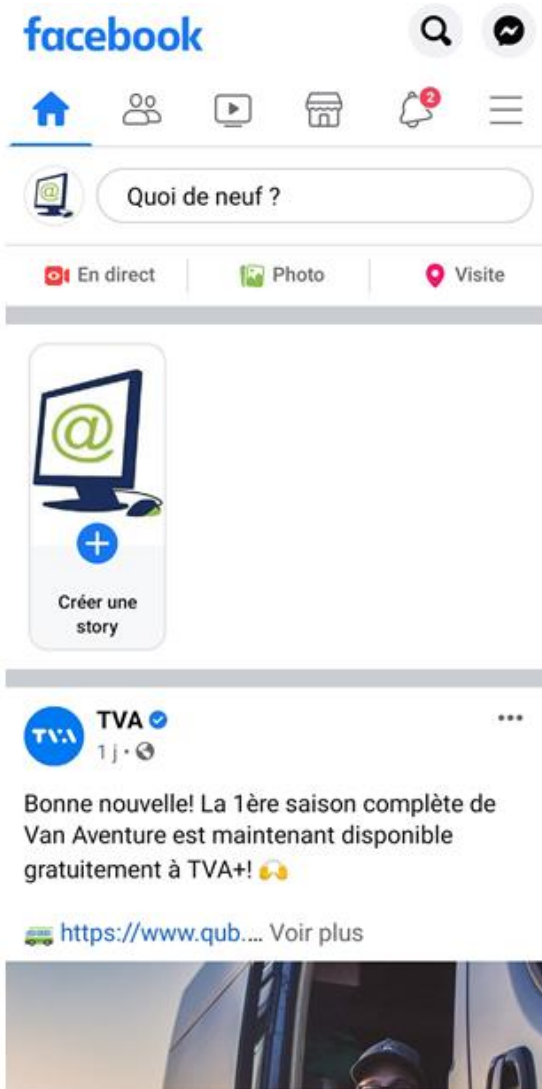 facebook
2
Quoi de neuf ?
En direct
Photo
Visite
@
@
Créer une
story
TVA
TVA
1 j ·
Bonne nouvelle! La 1ère saison complète de
Van Aventure est maintenant disponible
gratuitement à TVA+! 🙌
🚐 https://www.qub.... Voir plus